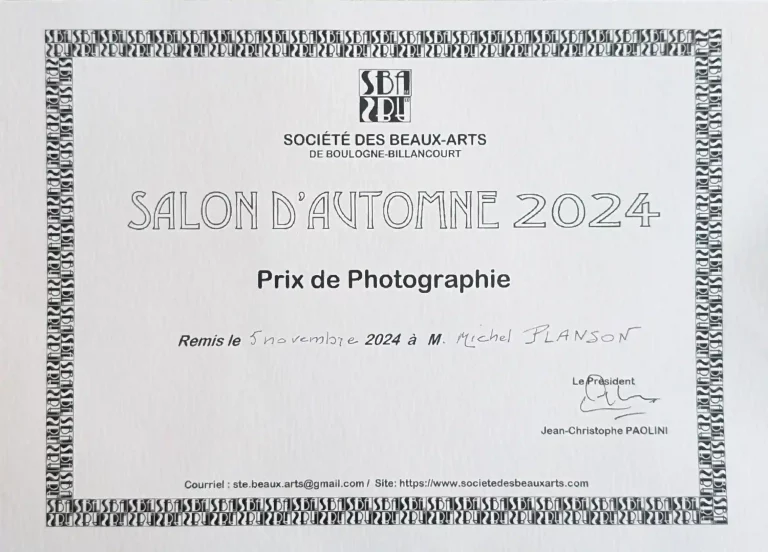 SBA
SOCIÉTÉ DES BEAUX-ARTS
DE BOULOGNE-BILLANCOURT
SALON D'AUTOMNE 2024
Prix de Photographie
Remis le 5 novembre 2024 à M. Michel PLANSON
Le Président
Jean-Christophe PAOLINI
Courriel : ste.beaux.arts@gmail.com / Site: https://www.societedesbeauxarts.com